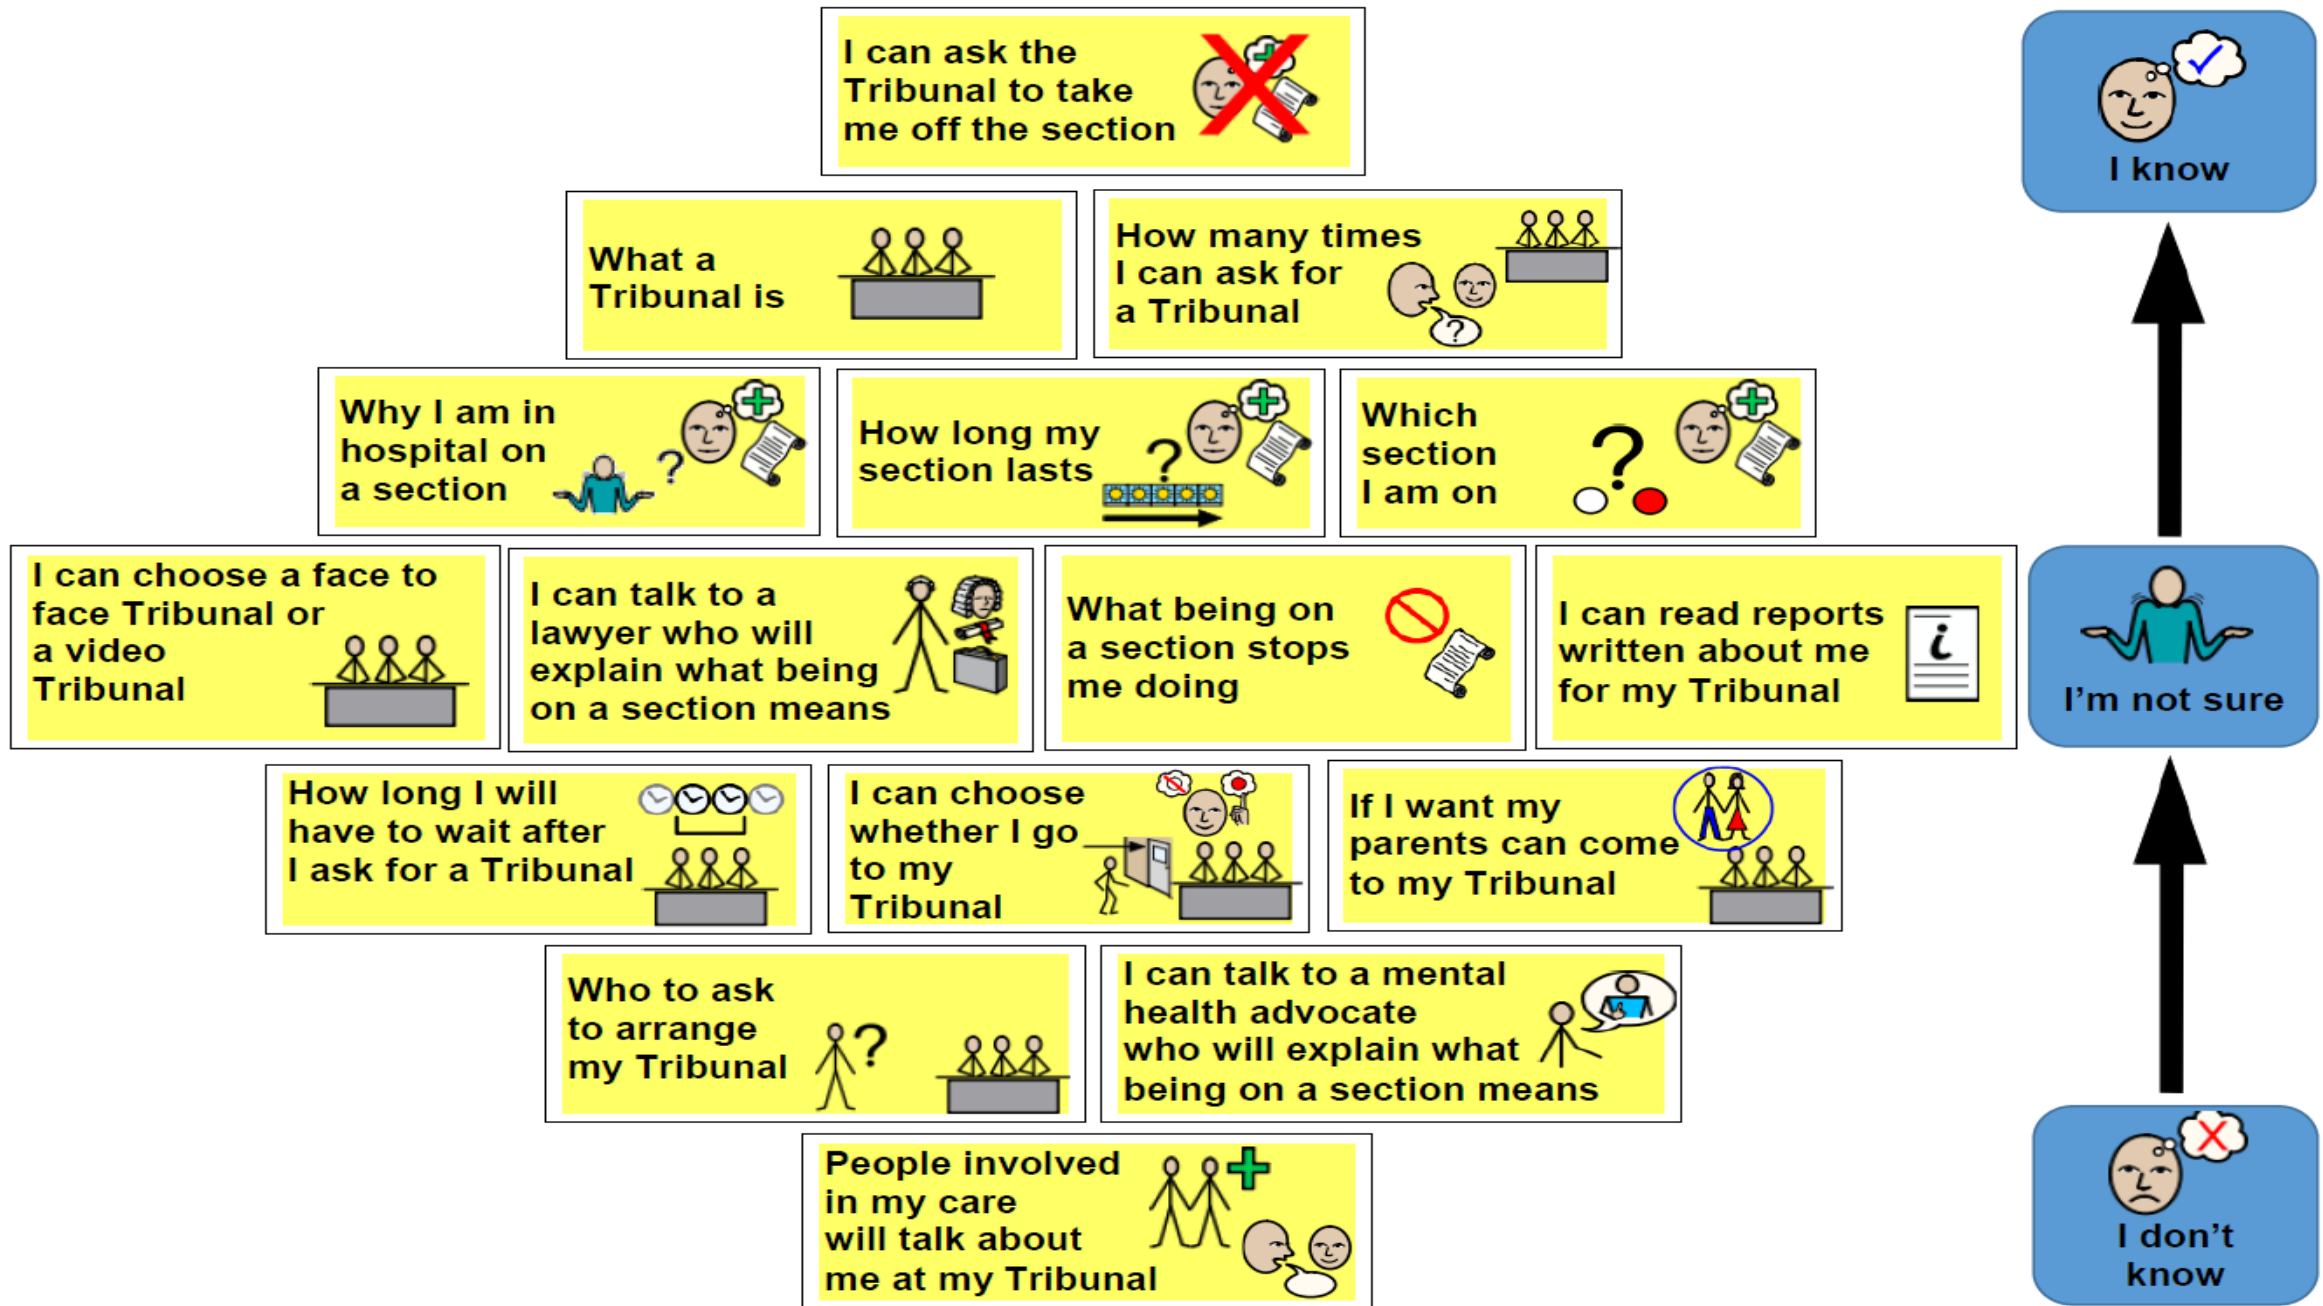 I can ask the
Tribunal to take
me off the section
I know
What a
Tribunal is
How many times
I can ask for
a Tribunal
?
Why I am in
hospital on
a section
?
How long my
section lasts
?
Which
section
I am on
?
I can choose a face to
face Tribunal or
a video
Tribunal
I can talk to a
lawyer who will
explain what being
on a section means
What being on
a section stops
me doing
I can read reports
written about me
for my Tribunal
i
I'm not sure
How long I will
have to wait after
I ask for a Tribunal
I can choose
whether I go
to my
Tribunal
If I want my
parents can come
to my Tribunal
Who to ask
to arrange
my Tribunal
?
I can talk to a mental
health advocate
who will explain what
being on a section means
People involved
in my care
will talk about
me at my Tribunal
I don't
know